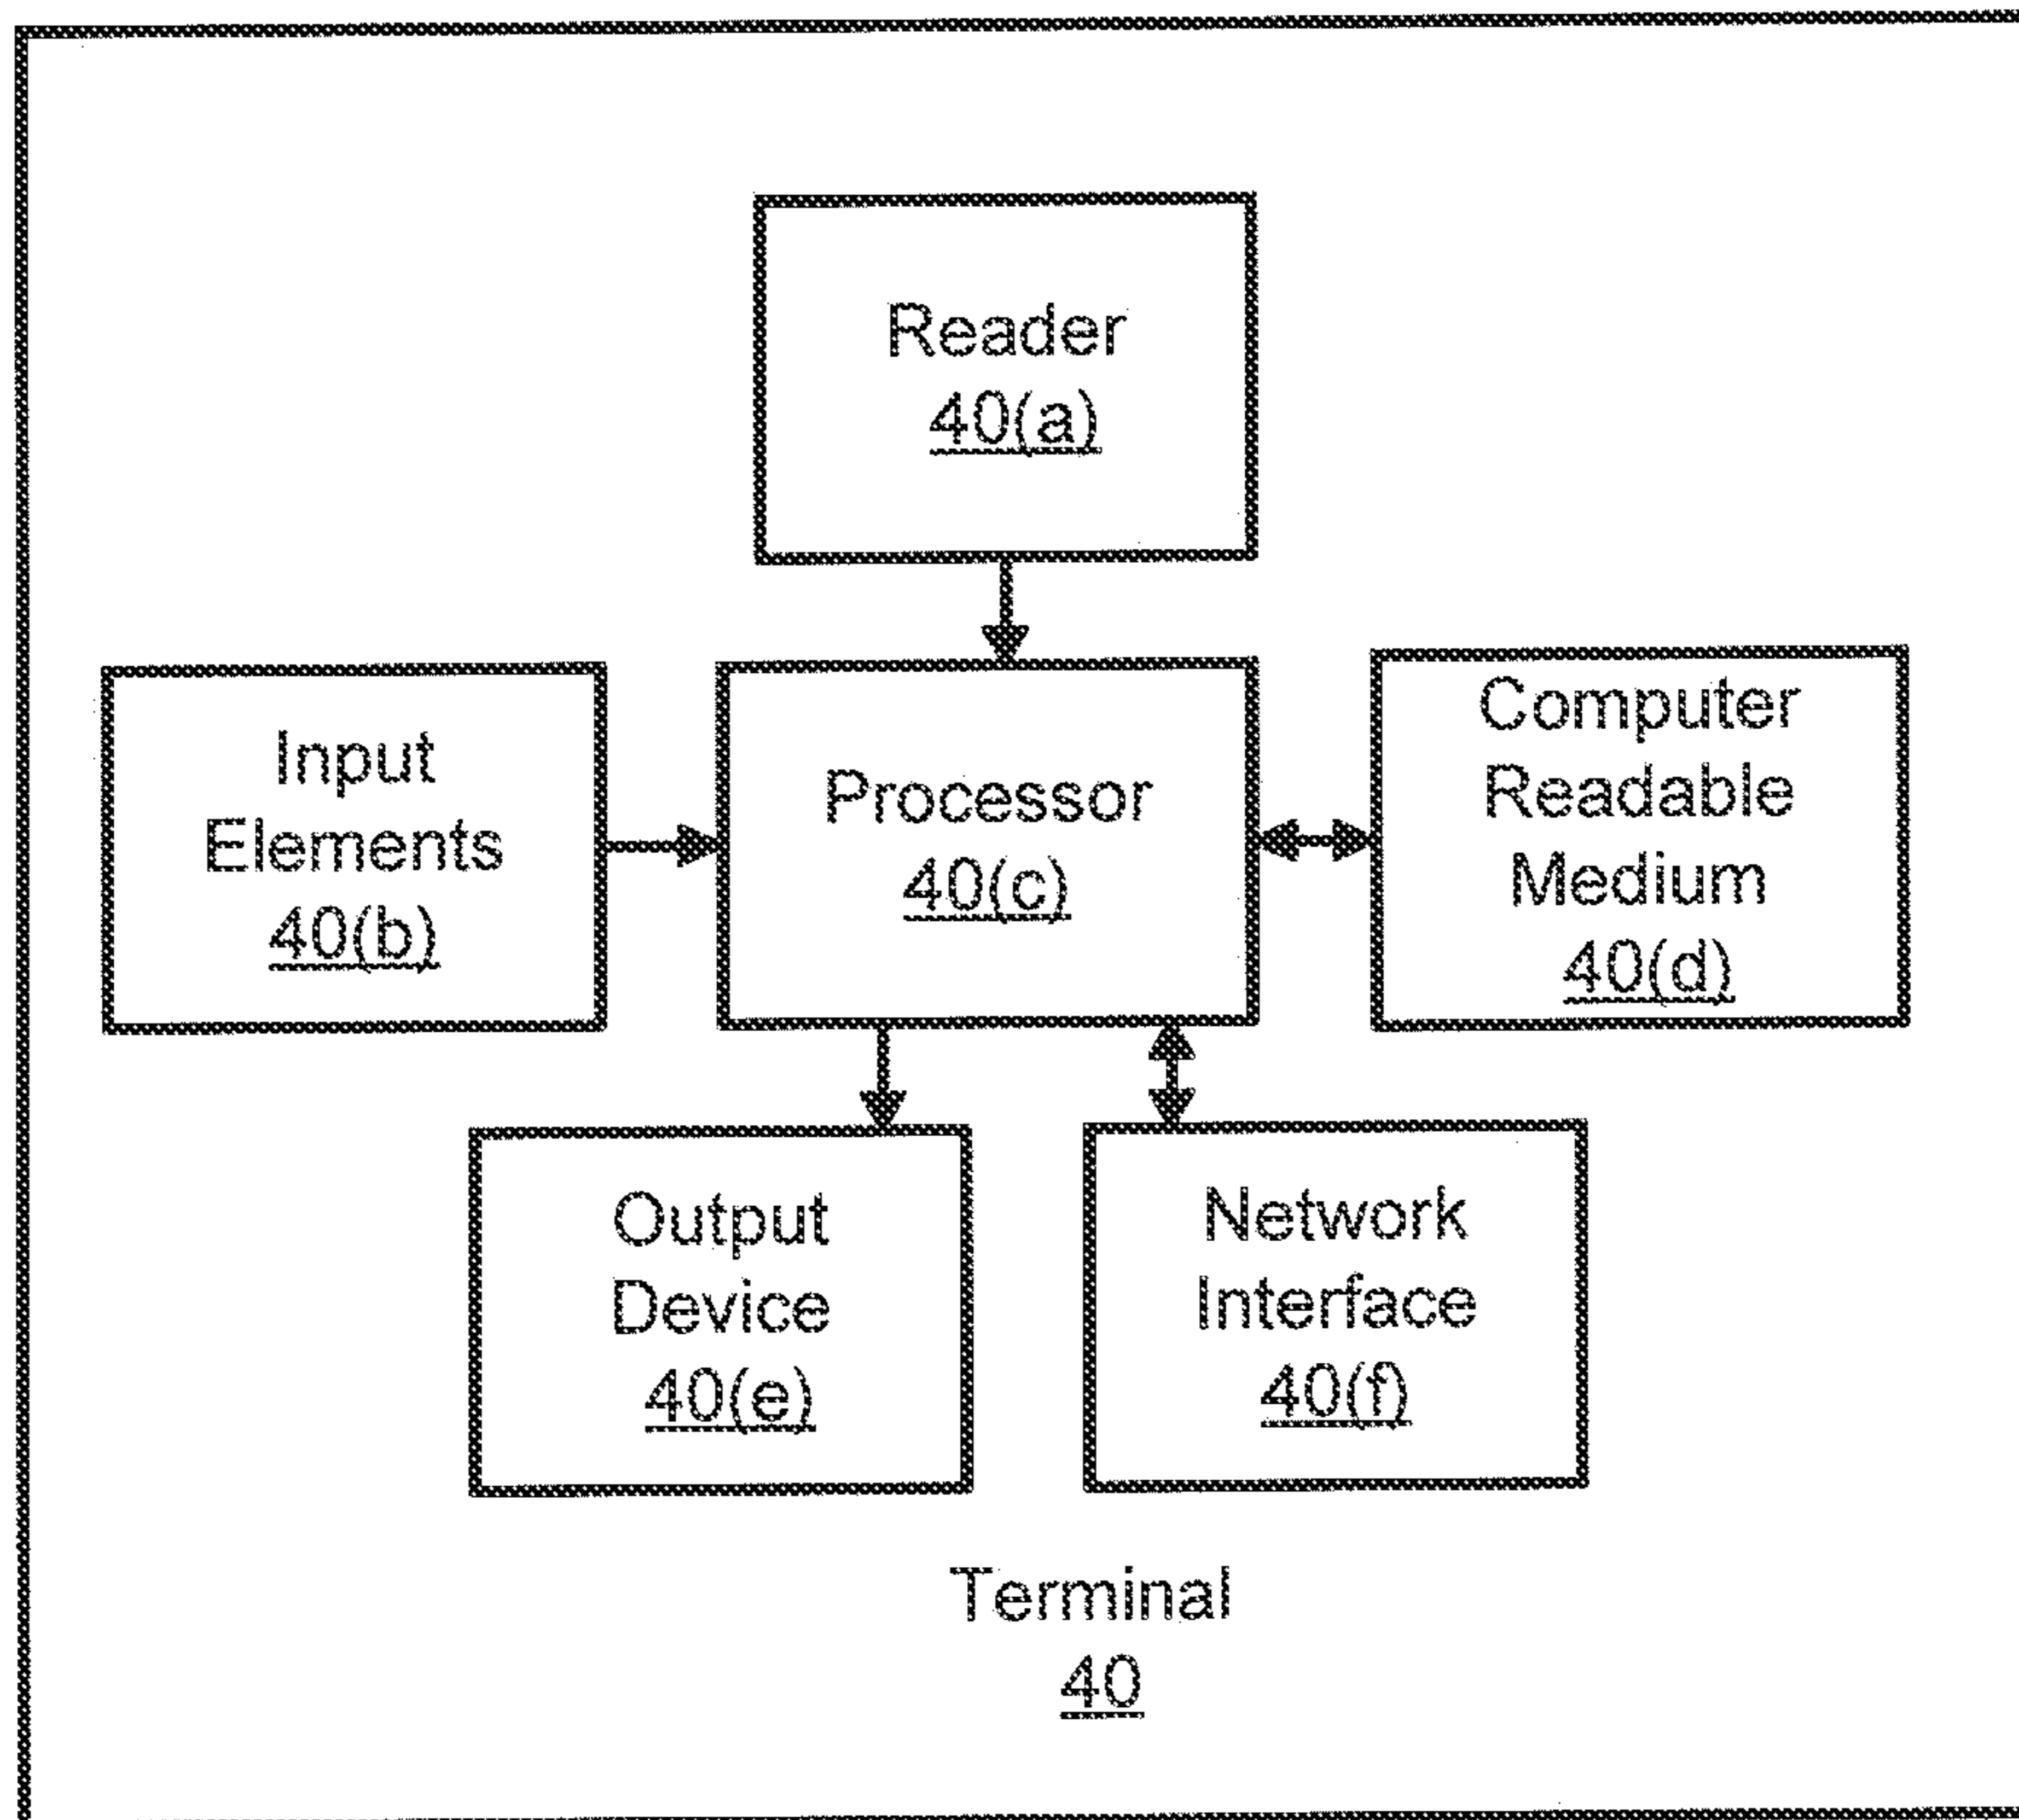 Reader
40(a)
Input
Elements
40(b)
Processor
40(c)
Computer
Readable
Medium
40(d)
Output
Device
40(e)
Network
Interface
40(f)
Terminal
40